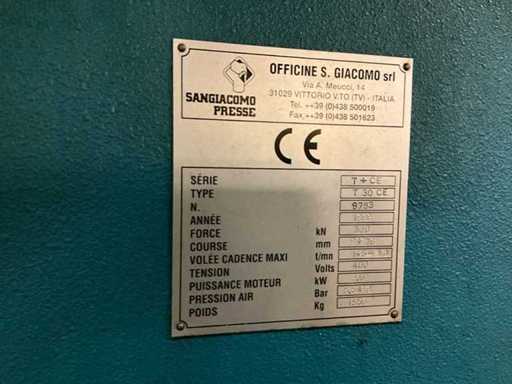 SANGIACOMO
PRESSE
OFFICINE S. GIACOMO srl
Via A. Meucci, 14
31029 VITTORIO V.TO (TV) - ITALIA
Tel. ++39 (0)438 500019
Fax ++39 (0)438 501623
CE
SÉRIE T + CE
TYPE T 30 CE
N. 9753
ANNÉE
FORCE kN 300
COURSE mm
VOLÉE CADENCE MAXI t/mn
TENSION Volts 400
PUISSANCE MOTEUR kW
PRESSION AIR Bar
POIDS Kg